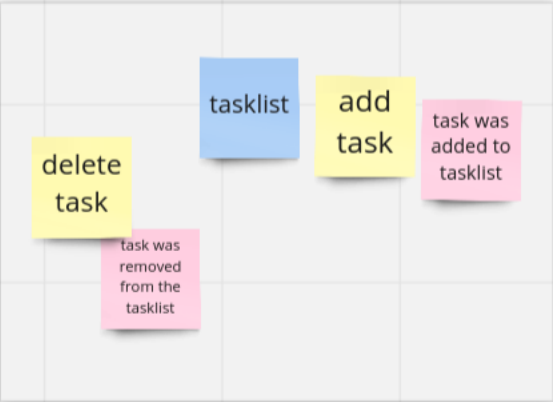 tasklist
add
task
task was
added to
tasklist
delete
task
task was
removed
from the
tasklist